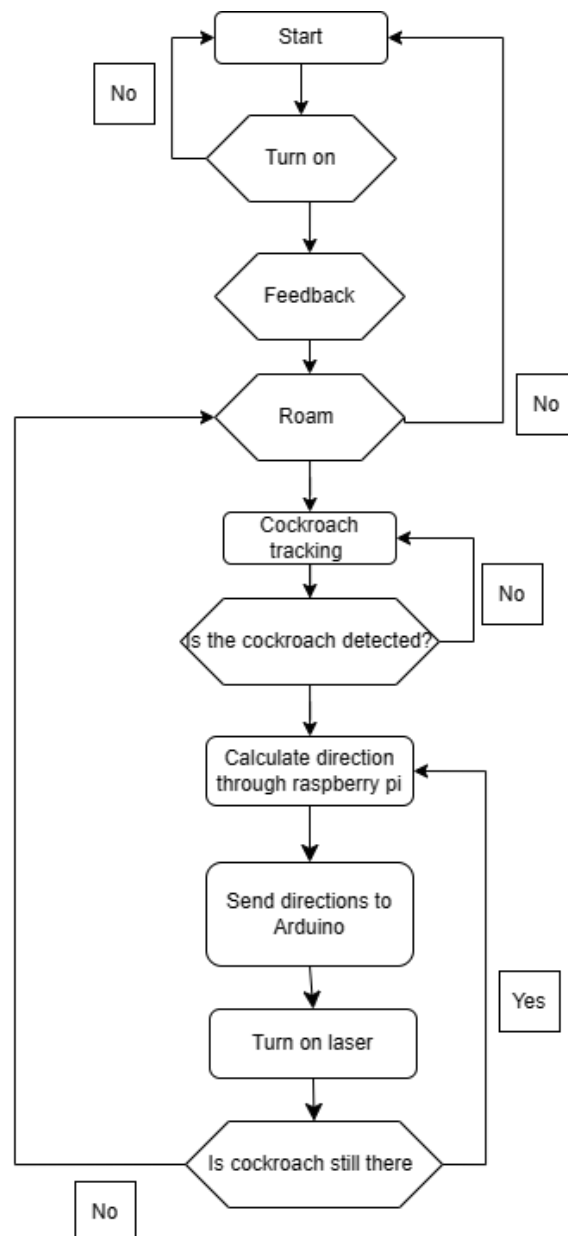 Start
No
Turn on
Feedback
Roam
No
Cockroach
tracking
No
Is the cockroach detected?
Calculate direction
through raspberry pi
Send directions to
Arduino
Yes
Turn on laser
Is cockroach still there
No